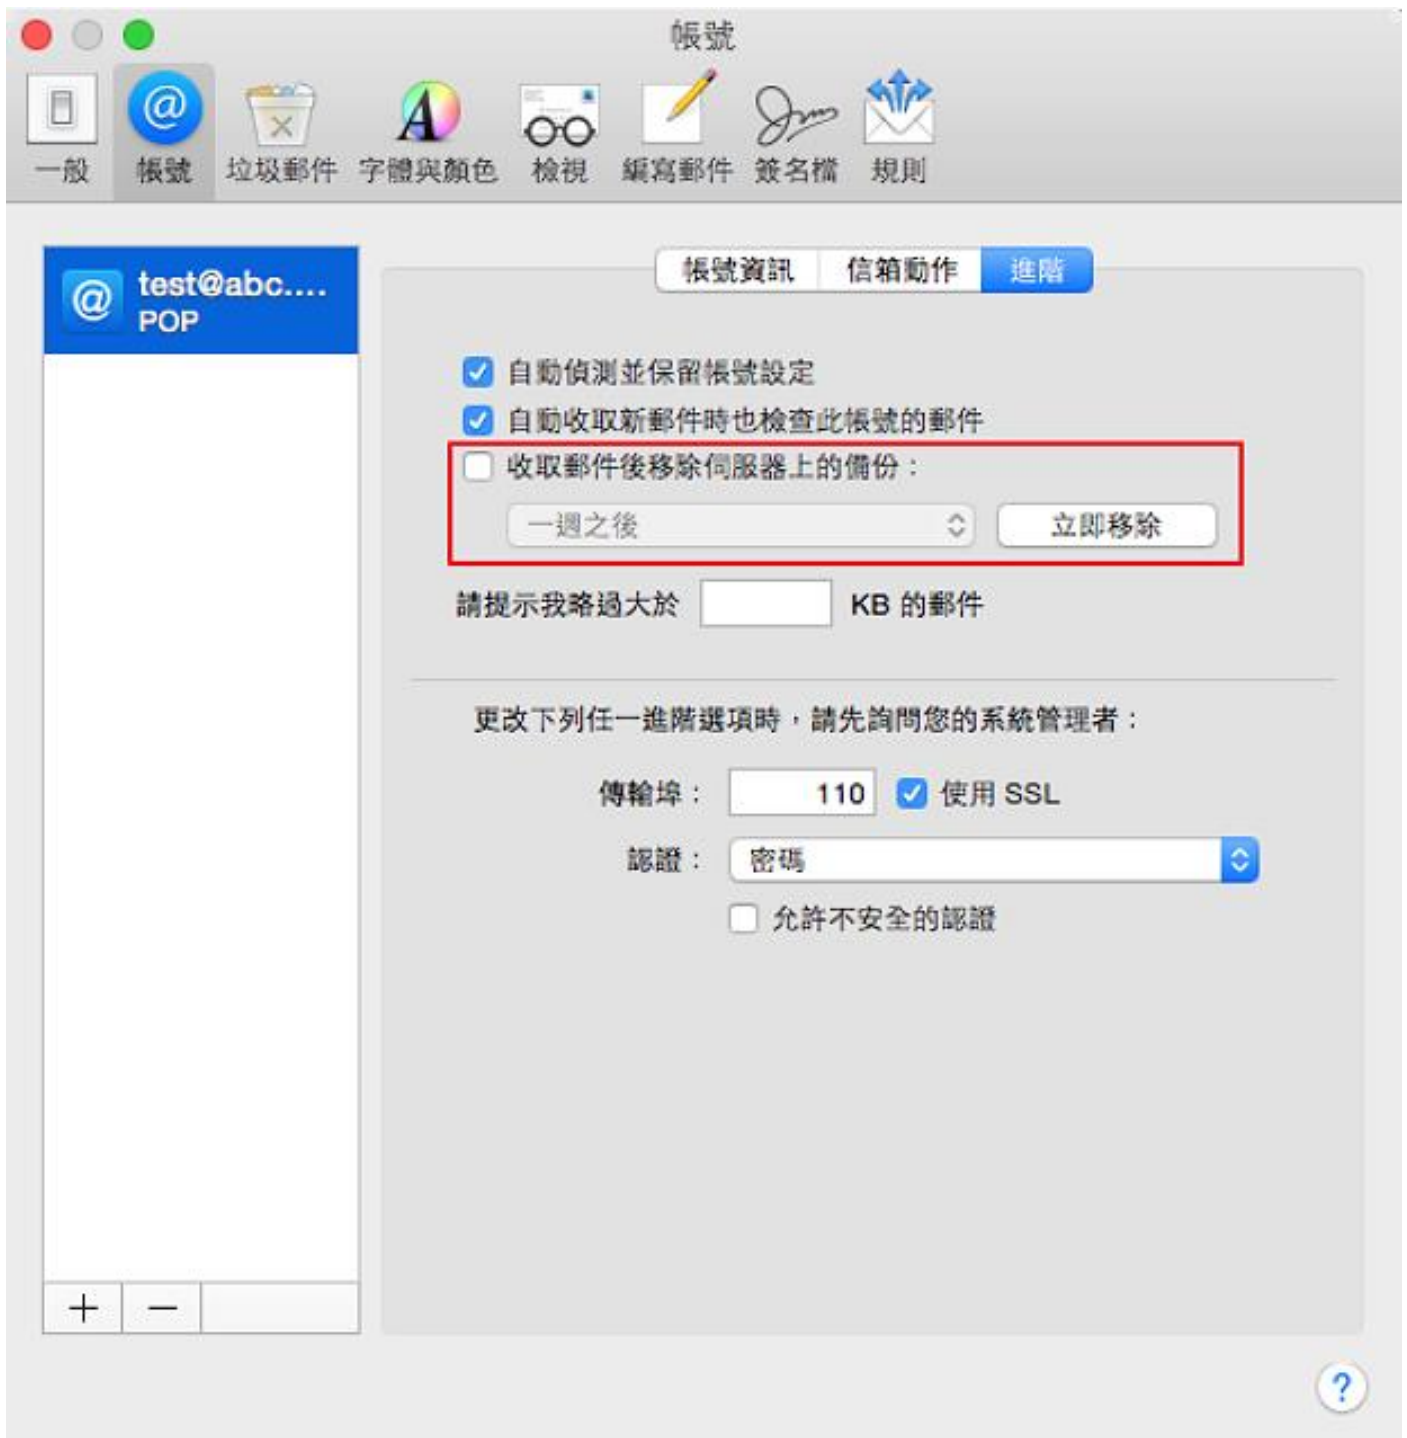 帳號
一般 帳號 垃圾郵件 字體與顏色 檢視 編寫郵件 簽名檔 規則
test@abc....
POP
帳號資訊 信箱動作 進階
自動偵測並保留帳號設定
自動收取新郵件時也檢查此帳號的郵件
收取郵件後移除伺服器上的備份：
一週之後 立即移除
請提示我略過大於 KB 的郵件
更改下列任一進階選項時，請先詢問您的系統管理者：
傳輸埠： 110 使用 SSL
認證： 密碼
允許不安全的認證